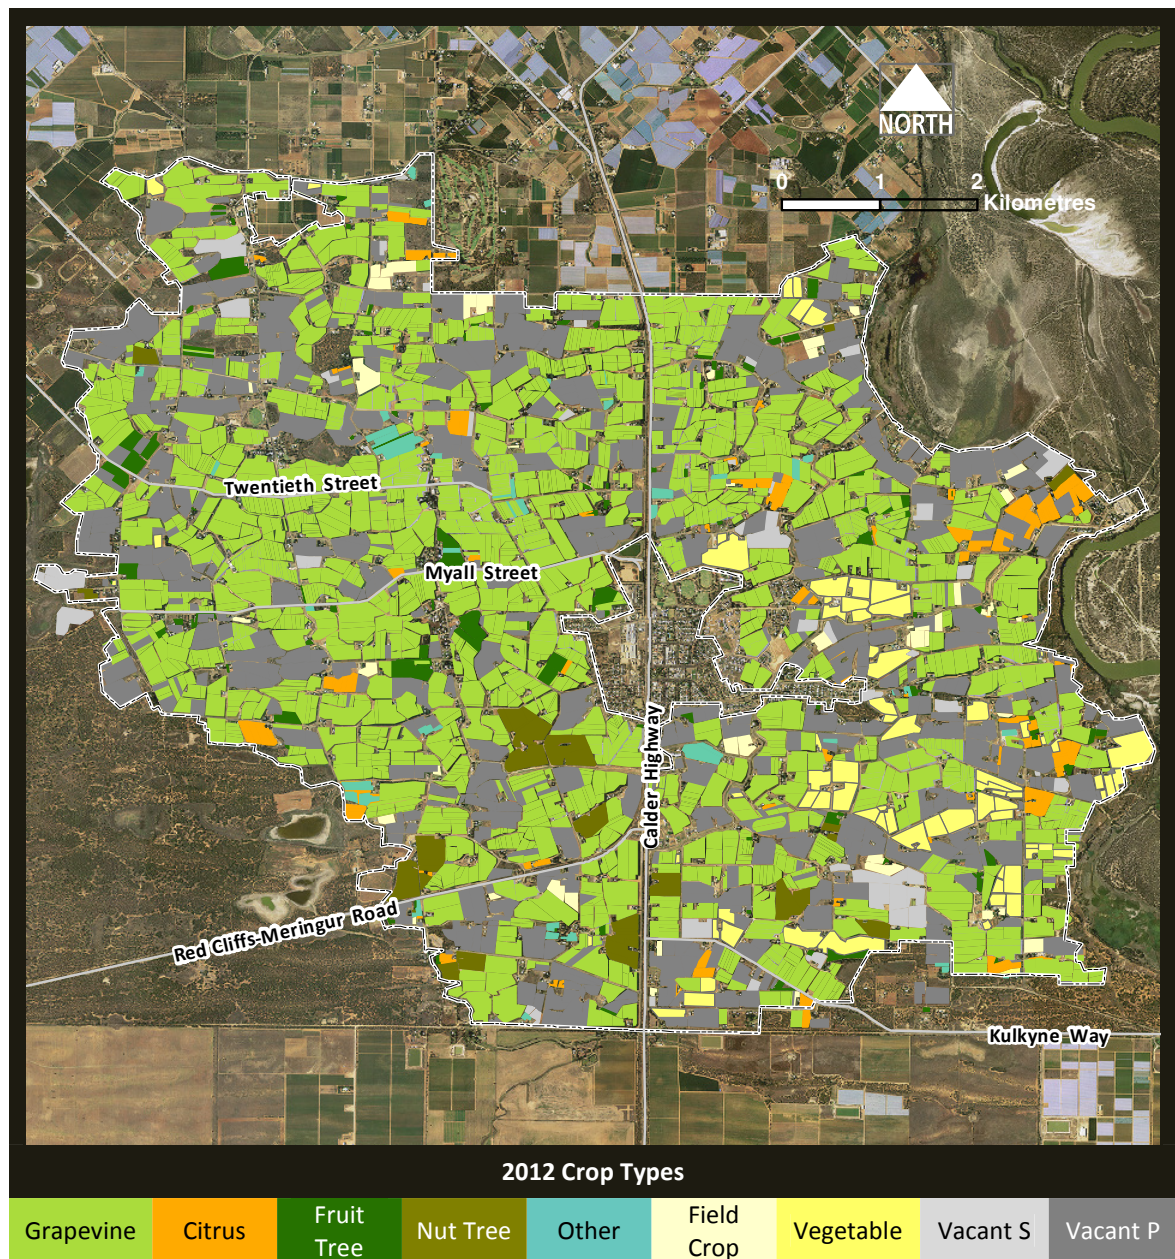 NORTH
0 1 2
Kilometres
Twentieth Street
Myall Street
Calder Highway
Red Cliffs-Meringur Road
Kulkyne Way
2012 Crop Types
Grapevine
Citrus
Fruit
Tree
Nut Tree
Other
Field
Crop
Vegetable
Vacant S
Vacant P